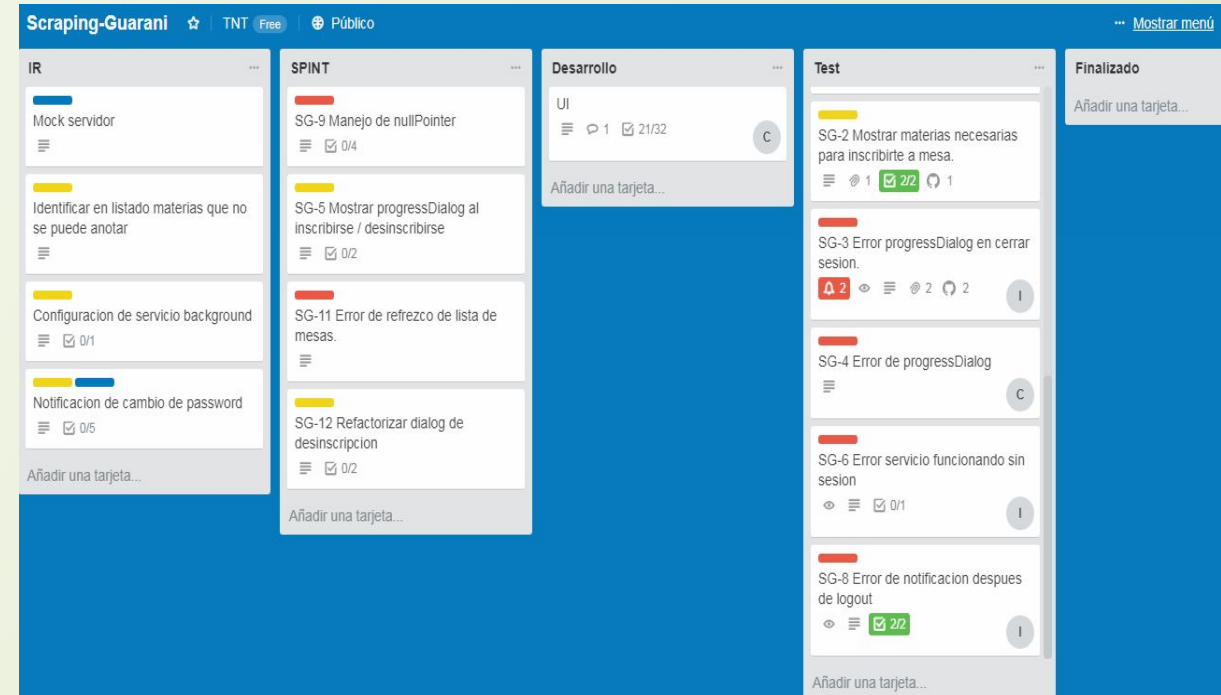 Scraping-Guarani TNT Free Público Mostrar menú
IR
Mock servidor
Identificar en listado materias que no
se puede anotar
Configuracion de servicio background
0/1
Notificacion de cambio de password
0/5
Añadir una tarjeta...
SPINT
SG-9 Manejo de nullPointer
0/4
SG-5 Mostrar progressDialog al
inscribirse / desinscribirse
0/2
SG-11 Error de refrezco de lista de
mesas.
SG-12 Refactorizar dialog de
desinscripcion
0/2
Añadir una tarjeta...
Desarrollo
UI
1 21/32
C
Añadir una tarjeta...
Test
SG-2 Mostrar materias necesarias
para inscribirte a mesa.
1 2/2 1
SG-3 Error progressDialog en cerrar
sesion.
2 2 2
I
SG-4 Error de progressDialog
C
SG-6 Error servicio funcionando sin
sesion
0/1
I
SG-8 Error de notificacion despues
de logout
2/2
I
Añadir una tarjeta...
Finalizado
Añadir una tarjeta...